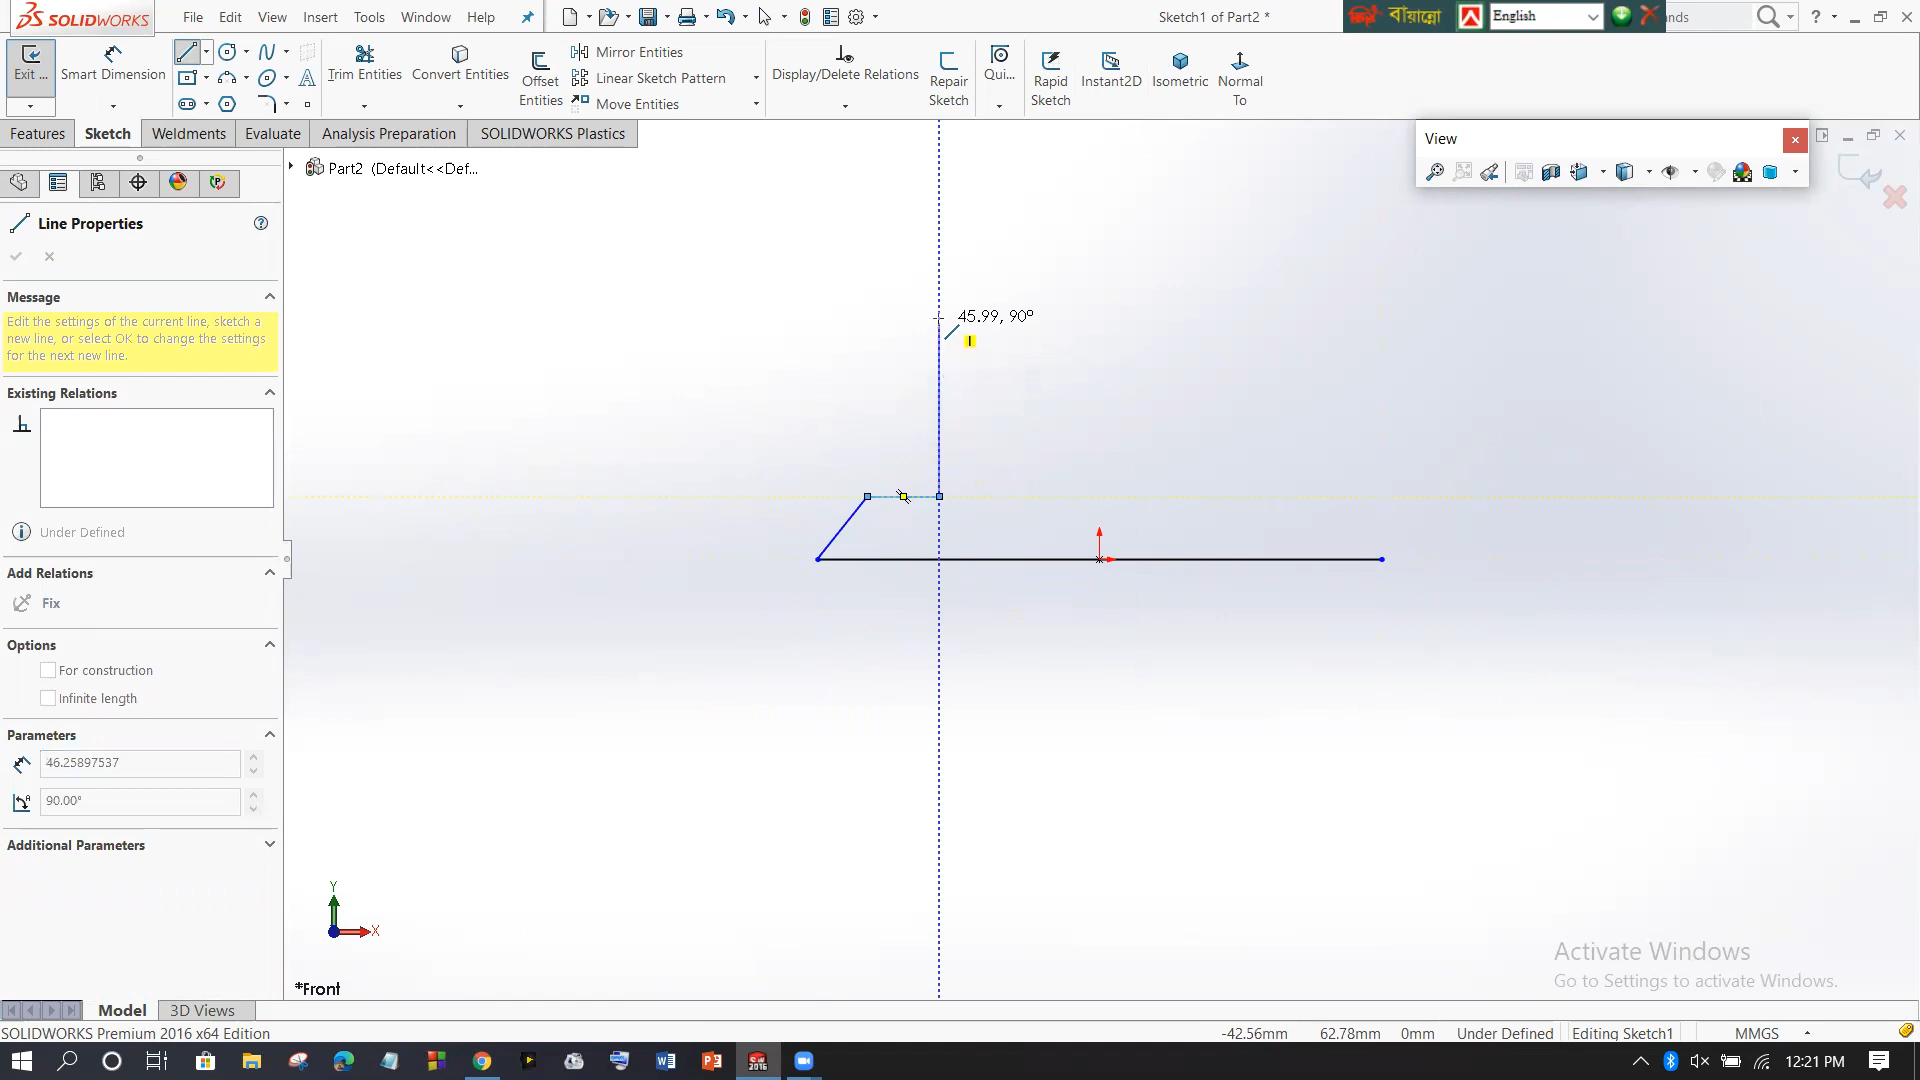 SOLIDWORKS File Edit View Insert Tools Window Help Sketch1 of Part2 * বায়ান্নো English nds ?
Exit ... Smart Dimension Trim Entities Convert Entities Offset Entities Mirror Entities Linear Sketch Pattern Move Entities Display/Delete Relations Repair Sketch Qui... Rapid Sketch Instant2D Isometric Normal To
Features Sketch Weldments Evaluate Analysis Preparation SOLIDWORKS Plastics
View
Part2 (Default<<Def...
Line Properties
Message
Edit the settings of the current line, sketch a
new line, or select OK to change the settings
for the next new line.
Existing Relations
Under Defined
Add Relations
Fix
Options
For construction
Infinite length
Parameters
46.25897537
90.00°
Additional Parameters
45.99, 90°
Y
X
*Front
Activate Windows
Go to Settings to activate Windows.
Model 3D Views
SOLIDWORKS Premium 2016 x64 Edition -42.56mm 62.78mm 0mm Under Defined Editing Sketch1 MMGS
12:21 PM